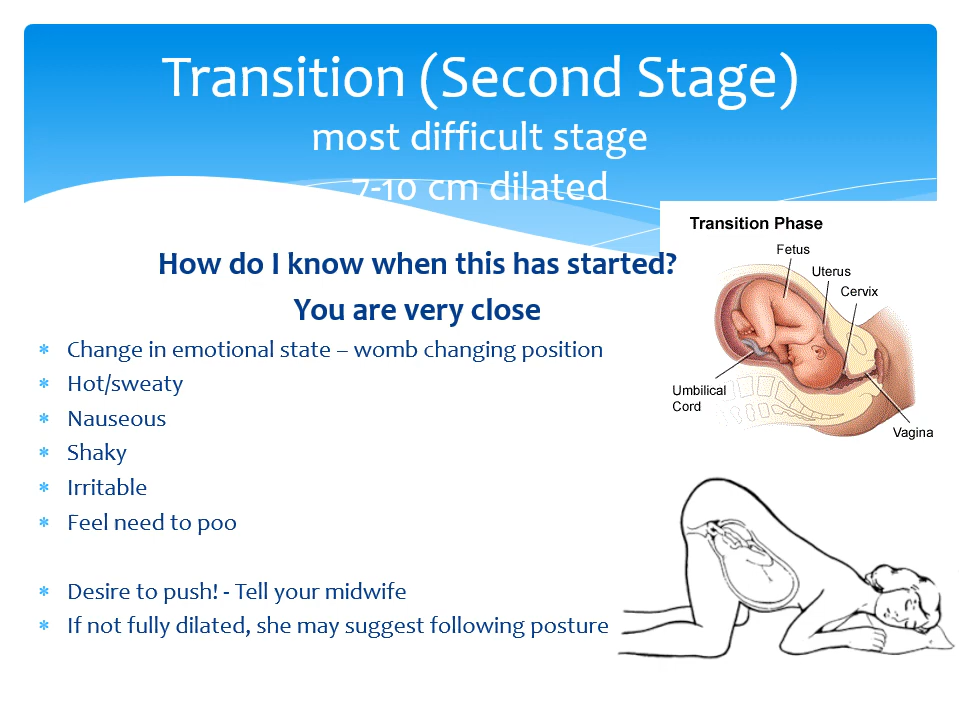 Transition (Second Stage)
most difficult stage
7-10 cm dilated
How do I know when this has started?
You are very close
* Change in emotional state – womb changing position
* Hot/sweaty
* Nauseous
* Shaky
* Irritable
* Feel need to poo
* Desire to push! - Tell your midwife
* If not fully dilated, she may suggest following posture
Transition Phase
Fetus
Uterus
Cervix
Umbilical
Cord
Vagina